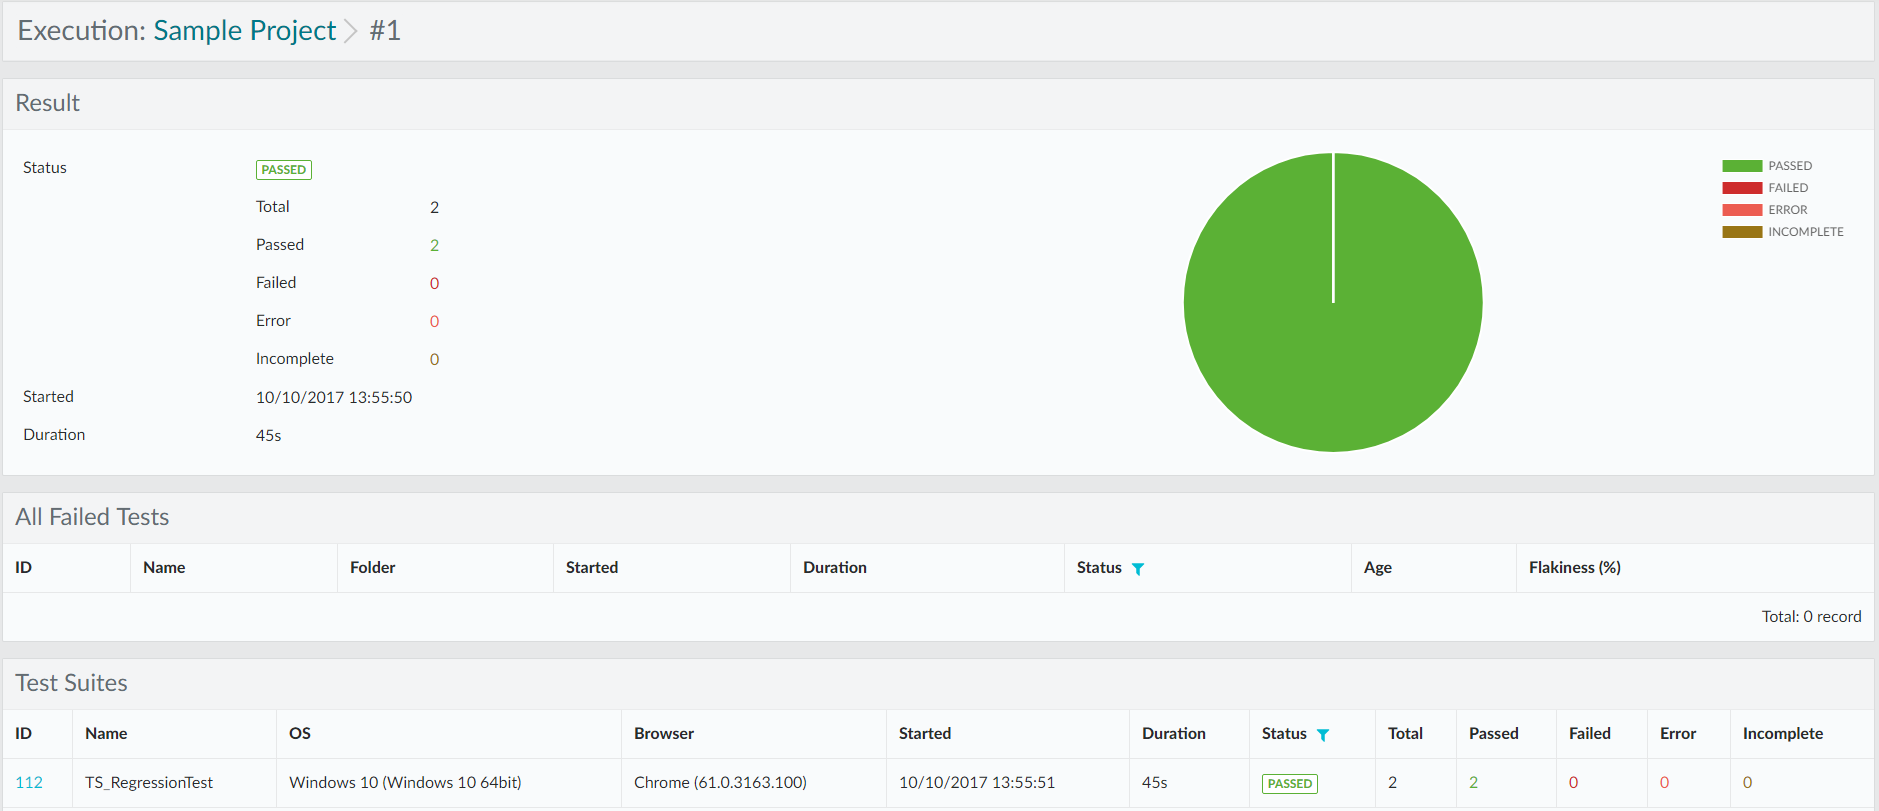 Execution: Sample Project #1
Result
Status PASSED
Total 2
Passed 2
Failed 0
Error 0
Incomplete 0
Started 10/10/2017 13:55:50
Duration 45s
PASSED
FAILED
ERROR
INCOMPLETE
All Failed Tests
ID Name Folder Started Duration Status Age Flakiness (%)
Total: 0 record
Test Suites
ID Name OS Browser Started Duration Status Total Passed Failed Error Incomplete
112 TS_RegressionTest Windows 10 (Windows 10 64bit) Chrome (61.0.3163.100) 10/10/2017 13:55:51 45s PASSED 2 2 0 0 0